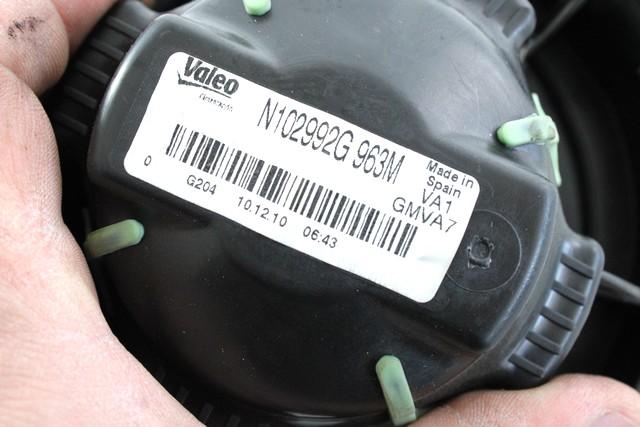 Valeo
N102992G 963M
Made in
Spain
VA1
GMVA7
0 G204 10.12.10 06:43